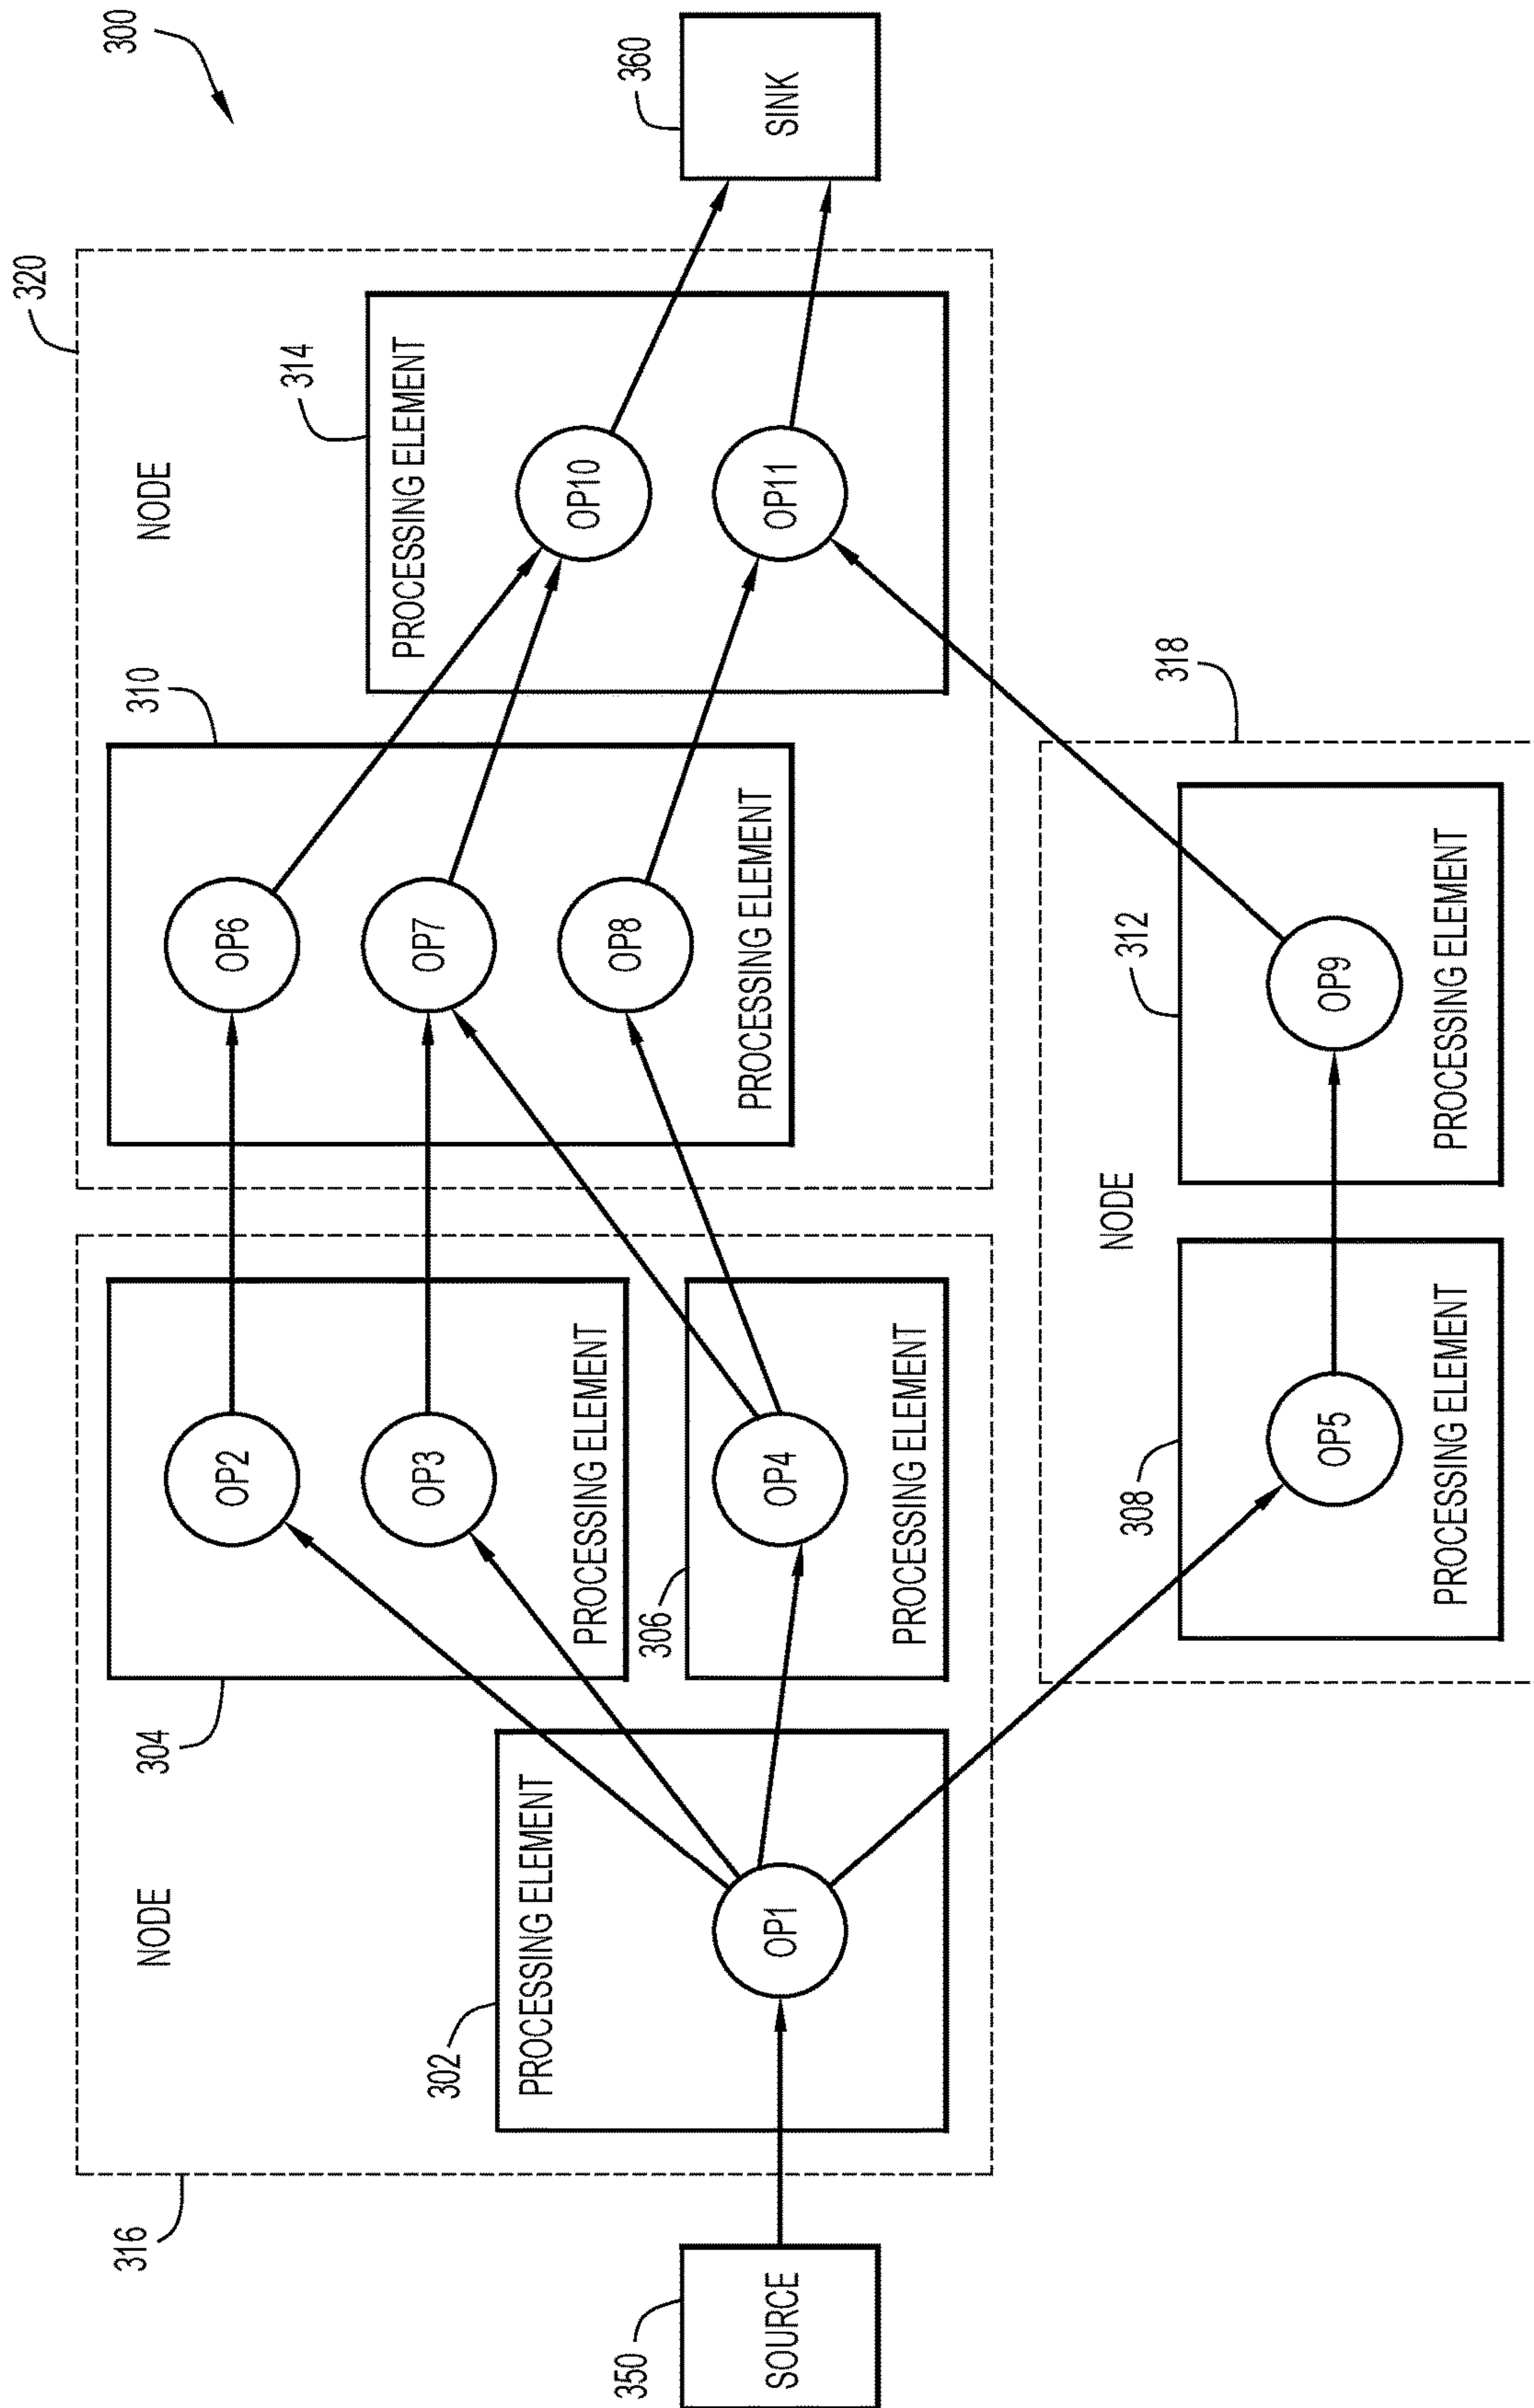 300
320
316
NODE
NODE
304
310
314
PROCESSING ELEMENT
OP2
OP6
OP3
OP7
OP10
PROCESSING ELEMENT
302
PROCESSING ELEMENT
OP8
306
PROCESSING ELEMENT
350
SOURCE
OP1
OP4
OP11
360
SINK
PROCESSING ELEMENT
318
NODE
308
312
OP5
OP9
PROCESSING ELEMENT
PROCESSING ELEMENT